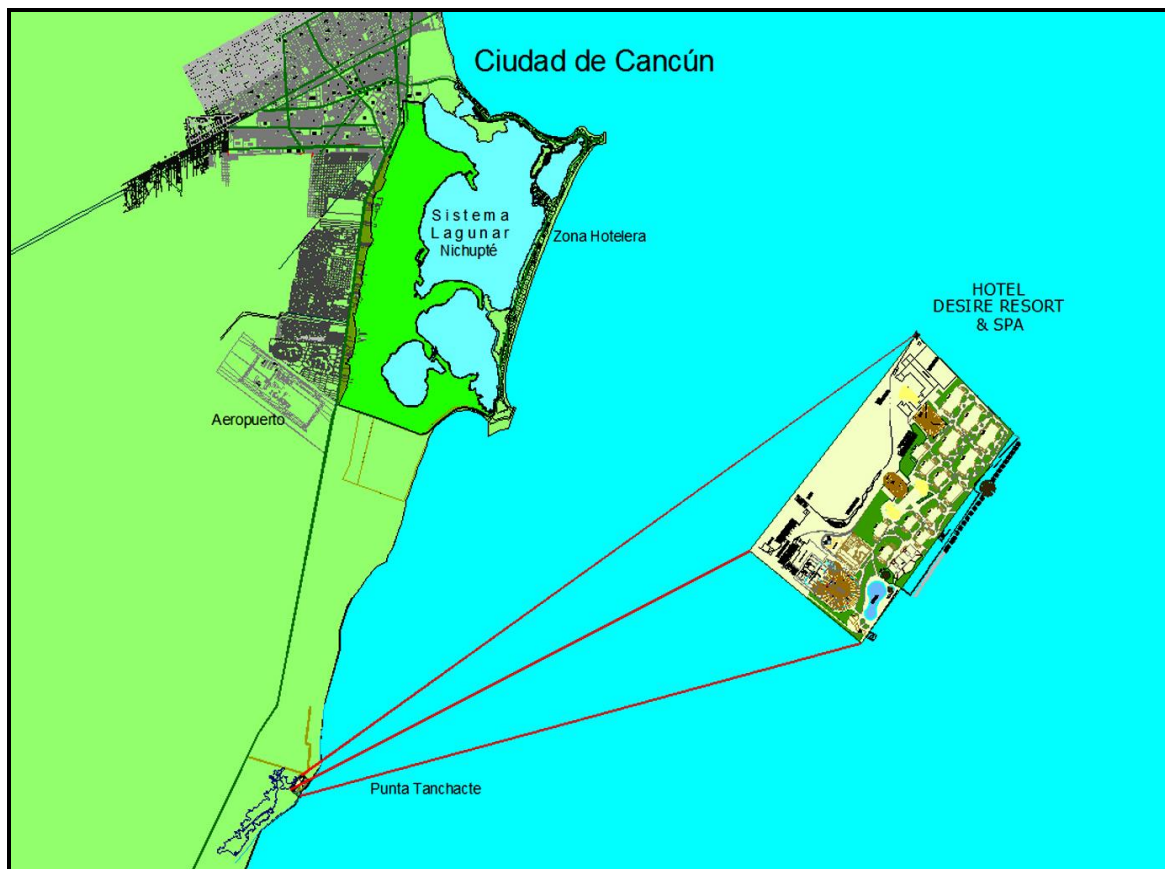 Ciudad de Cancún
Sistema
Lagunar
Nichupté
Zona Hotelera
HOTEL
DESIRE RESORT
& SPA
Aeropuerto
Punta Tanchacte